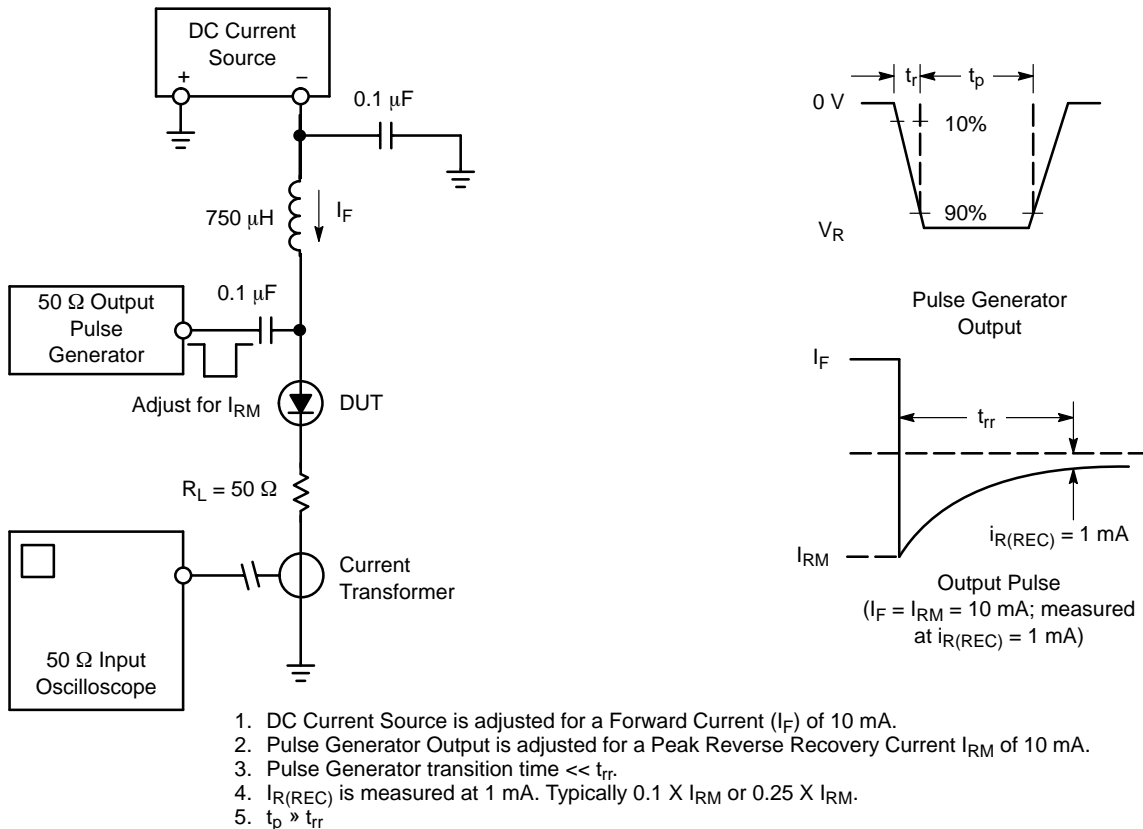 DC Current
Source
+
−
0.1 μF
750 μH
I_F
50 Ω Output
Pulse
Generator
0.1 μF
Adjust for I_RM
DUT
R_L = 50 Ω
50 Ω Input
Oscilloscope
Current
Transformer
t_r
t_p
0 V
10%
90%
V_R
Pulse Generator
Output
I_F
t_rr
i_R(REC) = 1 mA
I_RM
Output Pulse
(I_F = I_RM = 10 mA; measured
at i_R(REC) = 1 mA)
1. DC Current Source is adjusted for a Forward Current (I_F) of 10 mA.
2. Pulse Generator Output is adjusted for a Peak Reverse Recovery Current I_RM of 10 mA.
3. Pulse Generator transition time << t_rr.
4. I_R(REC) is measured at 1 mA. Typically 0.1 X I_RM or 0.25 X I_RM.
5. t_p » t_rr